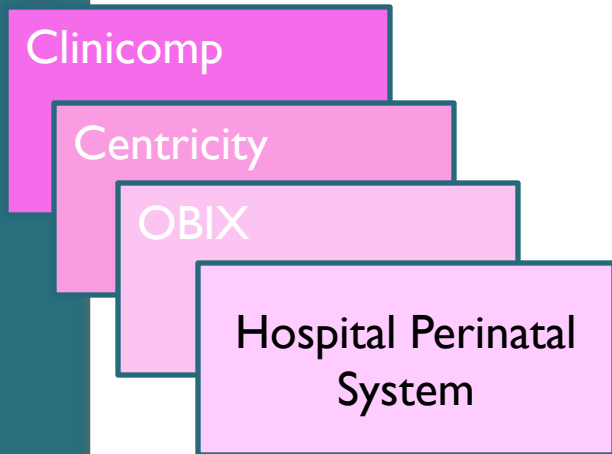 Clinicomp
Centricity
OBIX
Hospital Perinatal
System